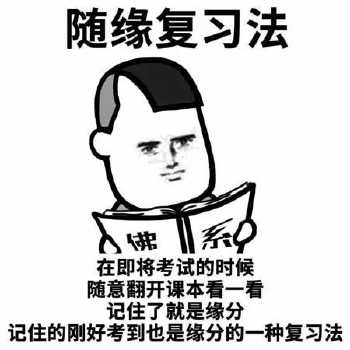 随缘复习法
佛 系
在即将考试的时候
随意翻开课本看一看
记住了就是缘分
记住的刚好考到也是缘分的一种复习法